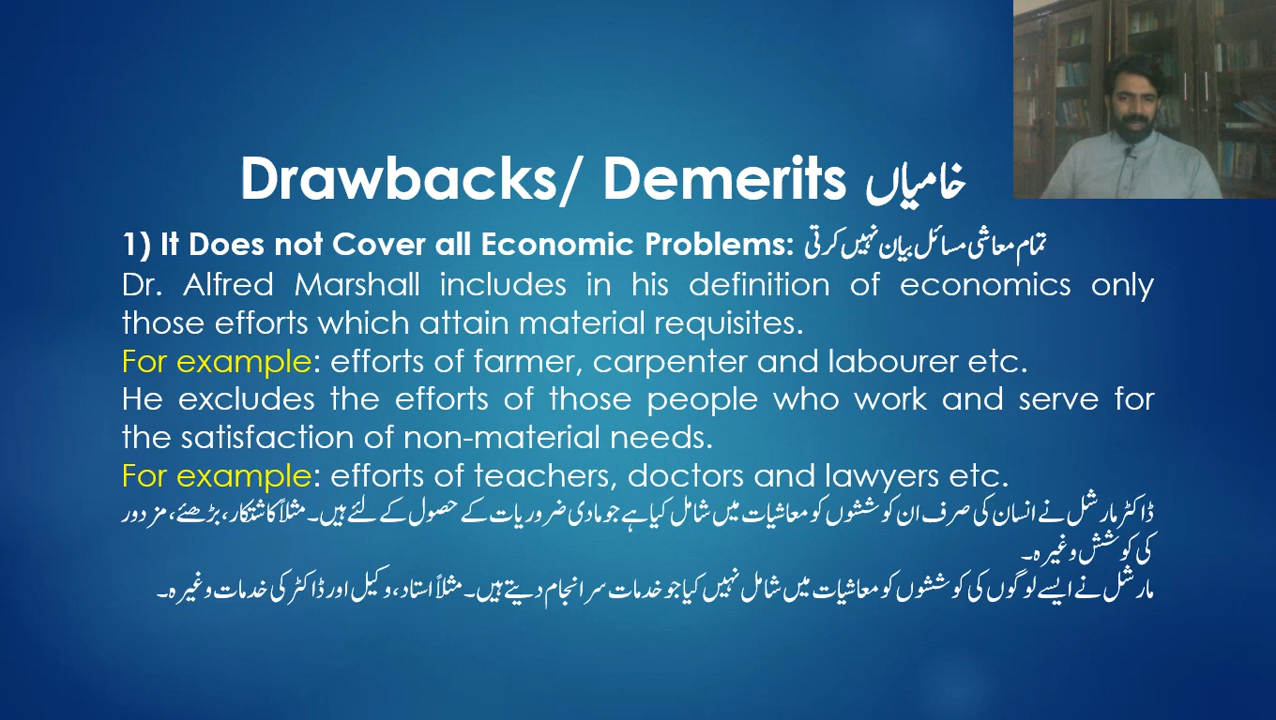 Drawbacks/ Demerits خامیاں
1) It Does not Cover all Economic Problems: تمام معاشی مسائل بیان نہیں کرتی
Dr. Alfred Marshall includes in his definition of economics only
those efforts which attain material requisites.
For example: efforts of farmer, carpenter and labourer etc.
He excludes the efforts of those people who work and serve for
the satisfaction of non-material needs.
For example: efforts of teachers, doctors and lawyers etc.
ڈاکٹر مارشل نے انسان کی صرف ان کوششوں کو معاشیات میں شامل کیا ہے جو مادی ضروریات کے حصول کے لئے ہیں۔ مثلاً کاشتکار، بڑھئے، مزدور
کی کوشش وغیرہ۔
مارشل نے ایسے لوگوں کی کوششوں کو معاشیات میں شامل نہیں کیا جو خدمات سر انجام دیتے ہیں۔ مثلاً استاد، وکیل اور ڈاکٹر کی خدمات وغیرہ۔